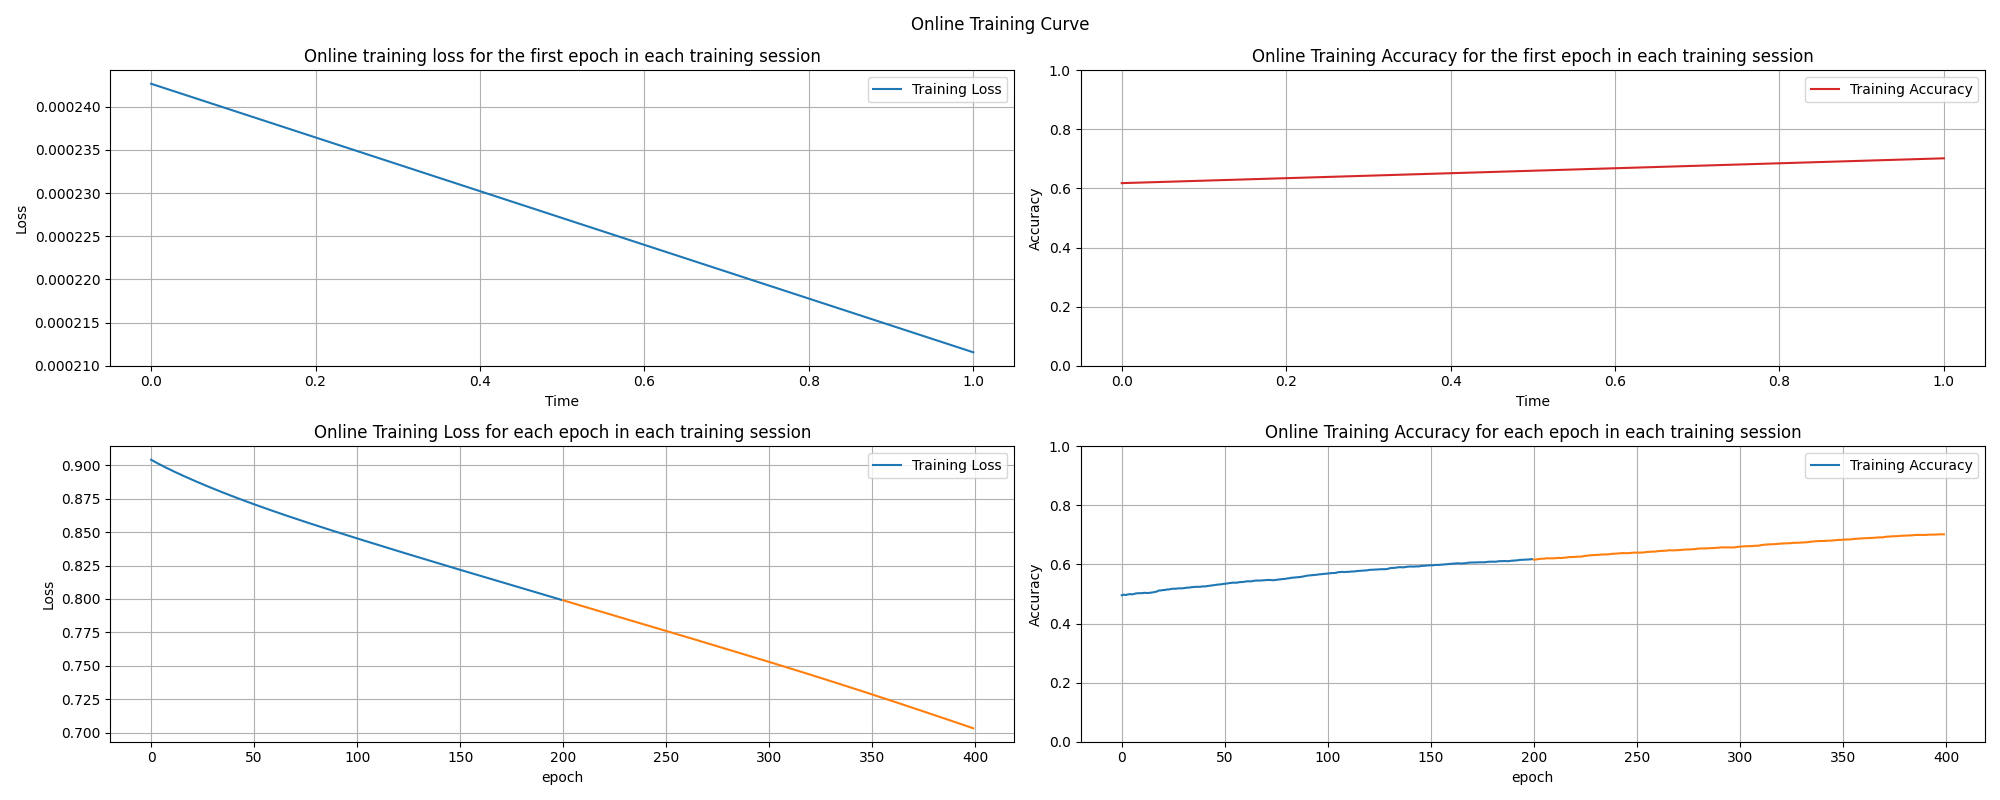 Online Training Curve
Online training loss for the first epoch in each training session
Training Loss
0.000240
0.000235
0.000230
0.000225
0.000220
0.000215
0.000210
Loss
0.0 0.2 0.4 0.6 0.8 1.0
Time
Online Training Accuracy for the first epoch in each training session
Training Accuracy
1.0
0.8
0.6
0.4
0.2
0.0
Accuracy
0.0 0.2 0.4 0.6 0.8 1.0
Time
Online Training Loss for each epoch in each training session
Training Loss
0.900
0.875
0.850
0.825
0.800
0.775
0.750
0.725
0.700
Loss
0 50 100 150 200 250 300 350 400
epoch
Online Training Accuracy for each epoch in each training session
Training Accuracy
1.0
0.8
0.6
0.4
0.2
0.0
Accuracy
0 50 100 150 200 250 300 350 400
epoch